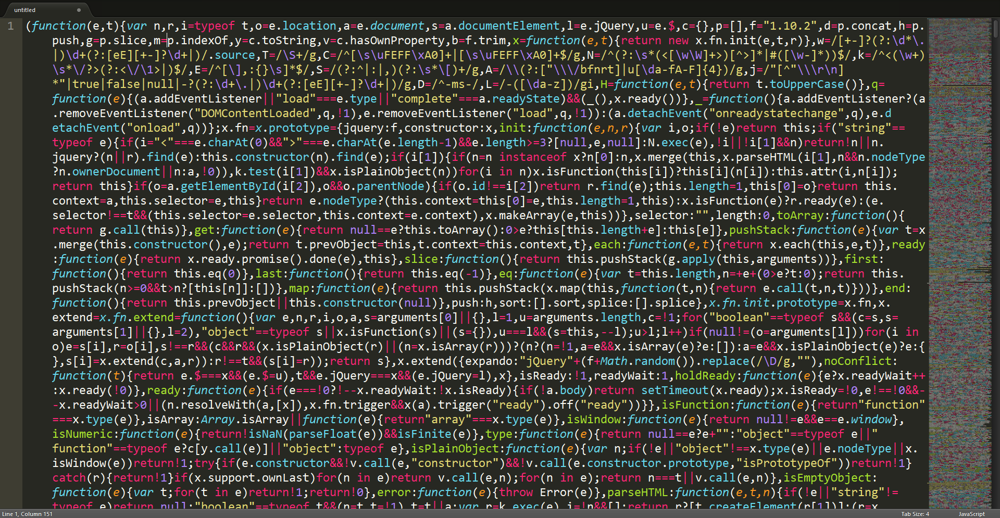 untitled
1 (function(e,t){var n,r,i=typeof t,o=e.location,a=e.document,s=a.documentElement,l=e.jQuery,u=e.$,c={},p=[],f="1.10.2",d=p.concat,h=p.
push,g=p.slice,m=p.indexOf,y=c.toString,v=c.hasOwnProperty,b=f.trim,x=function(e,t){return new x.fn.init(e,t,r)},w=/[+-]?(?:\d*\.
|)\d+(?:[eE][+-]?\d+|)/.source,T=/\S+/g,C=/^[\s\uFEFF\xA0]+|[\s\uFEFF\xA0]+$/g,N=/^(?:\s*(<[\w\W]+>)[^>]*|#([\w-]*))$/,k=/^<(\w+)
\s*\/?>(?:<\/\1>|)$/,E=/^[\],:{}\s]*$/,S=/(?:^|:|,)(?:\s*\[)+/g,A=/\\(?:["\\\/bfnrt]|u[\da-fA-F]{4})/g,j=/"[^"\\\r\n]
*"|true|false|null|-?(?:\d+\.|)\d+(?:[eE][+-]?\d+|)/g,D=/^-ms-/,L=/-([\da-z])/gi,H=function(e,t){return t.toUpperCase()},q=
function(e){(a.addEventListener||"load"===e.type||"complete"===a.readyState)&&(_(),x.ready())},_=function(){a.addEventListener?(a
.removeEventListener("DOMContentLoaded",q,!1),e.removeEventListener("load",q,!1)):(a.detachEvent("onreadystatechange",q),e.d
etachEvent("onload",q))};x.fn=x.prototype={jquery:f,constructor:x,init:function(e,n,r){var i,o;if(!e)return this;if("string"==
typeof e){if(i="<"===e.charAt(0)&&">"===e.charAt(e.length-1)&&e.length>=3?[null,e,null]:N.exec(e),!i||!i[1]&&n)return!n||n.
jquery?(n||r).find(e):this.constructor(n).find(e);if(i[1]){if(n=n instanceof x?n[0]:n,x.merge(this,x.parseHTML(i[1],n&&n.nodeType
?n.ownerDocument||n:a,!0)),k.test(i[1])&&x.isPlainObject(n))for(i in n)x.isFunction(this[i])?this[i](n[i]):this.attr(i,n[i]);
return this}if(o=a.getElementById(i[2]),o&&o.parentNode){if(o.id!==i[2])return r.find(e);this.length=1,this[0]=o}return this.
context=a,this.selector=e,this}return e.nodeType?(this.context=this[0]=e,this.length=1,this):x.isFunction(e)?r.ready(e):(e.
selector!==t&&(this.selector=e.selector,this.context=e.context),x.makeArray(e,this))},selector:"",length:0,toArray:function(){
return g.call(this)},get:function(e){return null==e?this.toArray():0>e?this[this.length+e]:this[e]},pushStack:function(e){var t=x
.merge(this.constructor(),e);return t.prevObject=this,t.context=this.context,t},each:function(e,t){return x.each(this,e,t)},ready
:function(e){return x.ready.promise().done(e),this},slice:function(){return this.pushStack(g.apply(this,arguments))},first:
function(){return this.eq(0)},last:function(){return this.eq(-1)},eq:function(e){var t=this.length,n=+e+(0>e?t:0);return this.
pushStack(n>=0&&t>n?[this[n]]:[])},map:function(e){return this.pushStack(x.map(this,function(t,n){return e.call(t,n,t)}))},end:
function(){return this.prevObject||this.constructor(null)},push:h,sort:[].sort,splice:[].splice},x.fn.init.prototype=x.fn,x.
extend=x.fn.extend=function(){var e,n,r,i,o,a,s=arguments[0]||{},l=1,u=arguments.length,c=!1;for("boolean"==typeof s&&(c=s,s=
arguments[1]||{},l=2),"object"==typeof s||x.isFunction(s)||(s={}),u===l&&(s=this,--l);u>l;l++)if(null!=(o=arguments[l]))for(i in
o)e=s[i],r=o[i],s!==r&&(c&&r&&(x.isPlainObject(r)||(n=x.isArray(r)))?(n?(n=!1,a=e&&x.isArray(e)?e:[]):a=e&&x.isPlainObject(e)?e:{
},s[i]=x.extend(c,a,r)):r!==t&&(s[i]=r));return s},x.extend({expando:"jQuery"+(f+Math.random()).replace(/\D/g,""),noConflict:
function(t){return e.$===x&&(e.$=u),t&&e.jQuery===x&&(e.jQuery=l),x},isReady:!1,readyWait:1,holdReady:function(e){e?x.readyWait++
:x.ready(!0)},ready:function(e){if(e===!0?!--x.readyWait:!x.isReady){if(!a.body)return setTimeout(x.ready);x.isReady=!0,e!==!0&&-
-x.readyWait>0||(n.resolveWith(a,[x]),x.fn.trigger&&x(a).trigger("ready").off("ready"))}},isFunction:function(e){return"function"
===x.type(e)},isArray:Array.isArray||function(e){return"array"===x.type(e)},isWindow:function(e){return null!=e&&e==e.window},
isNumeric:function(e){return!isNaN(parseFloat(e))&&isFinite(e)},type:function(e){return null==e?e+"":"object"==typeof e||"
function"==typeof e?c[y.call(e)]||"object":typeof e},isPlainObject:function(e){var n;if(!e||"object"!==x.type(e)||e.nodeType||x.
isWindow(e))return!1;try{if(e.constructor&&!v.call(e,"constructor")&&!v.call(e.constructor.prototype,"isPrototypeOf"))return!1}
catch(r){return!1}if(x.support.ownLast)for(n in e)return v.call(e,n);for(n in e);return n===t||v.call(e,n)},isEmptyObject:
function(e){var t;for(t in e)return!1;return!0},error:function(e){throw Error(e)},parseHTML:function(e,t,n){if(!e||"string"!=
typeof e)return null;"boolean"==typeof t&&(n=t,t=!1),t=t||a;var r=k.exec(e),i=!n&&[];return r?[t.createElement(r[1])]:(r=x
Line 1, Column 151
Tab Size: 4
JavaScript